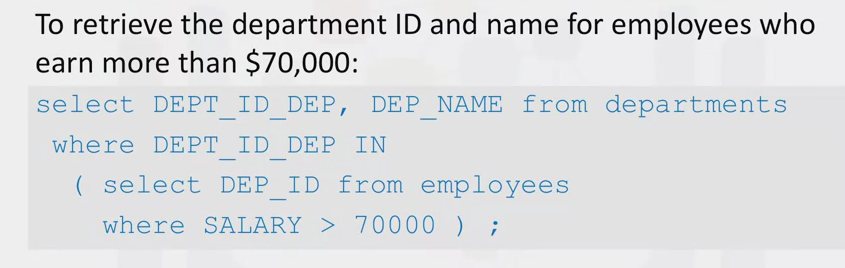 To retrieve the department ID and name for employees who
earn more than $70,000:
select DEPT_ID_DEP, DEP_NAME from departments
where DEPT_ID_DEP IN
( select DEP_ID from employees
where SALARY > 70000 ) ;